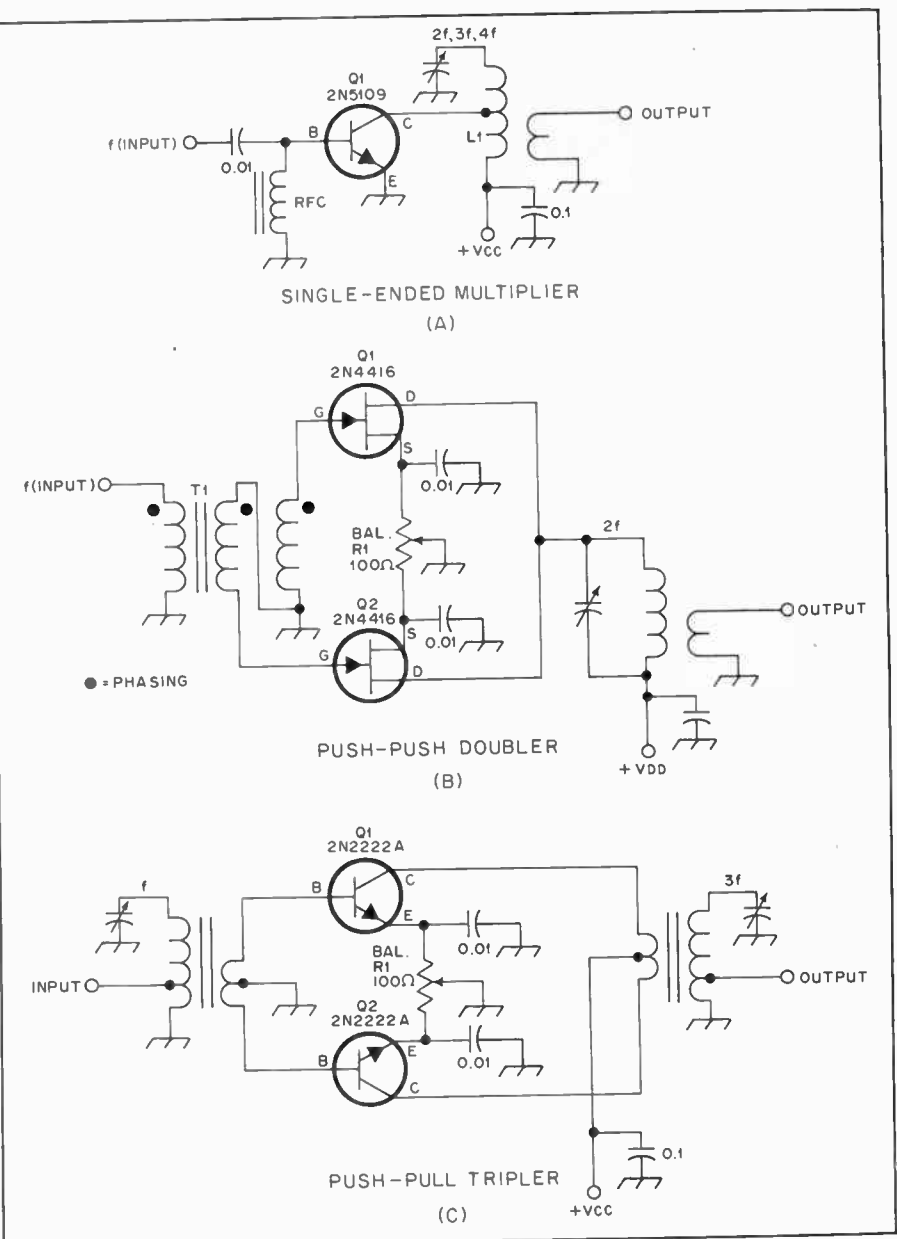 2f, 3f, 4f
Q1
2N5109
B
C
E
f(INPUT)
0.01
RFC
L1
OUTPUT
0.1
+VCC
SINGLE-ENDED MULTIPLIER
(A)
Q1
2N4416
G
D
S
0.01
f(INPUT)
T1
BAL.
R1
100Ω
2f
Q2
2N4416
S
0.01
G
D
OUTPUT
● = PHASING
PUSH-PUSH DOUBLER
(B)
+VDD
Q1
2N2222A
f
B
C
E
0.01
3f
INPUT
BAL.
R1
100Ω
OUTPUT
Q2
2N2222A
E
0.01
B
C
0.1
PUSH-PULL TRIPLER
(C)
+VCC